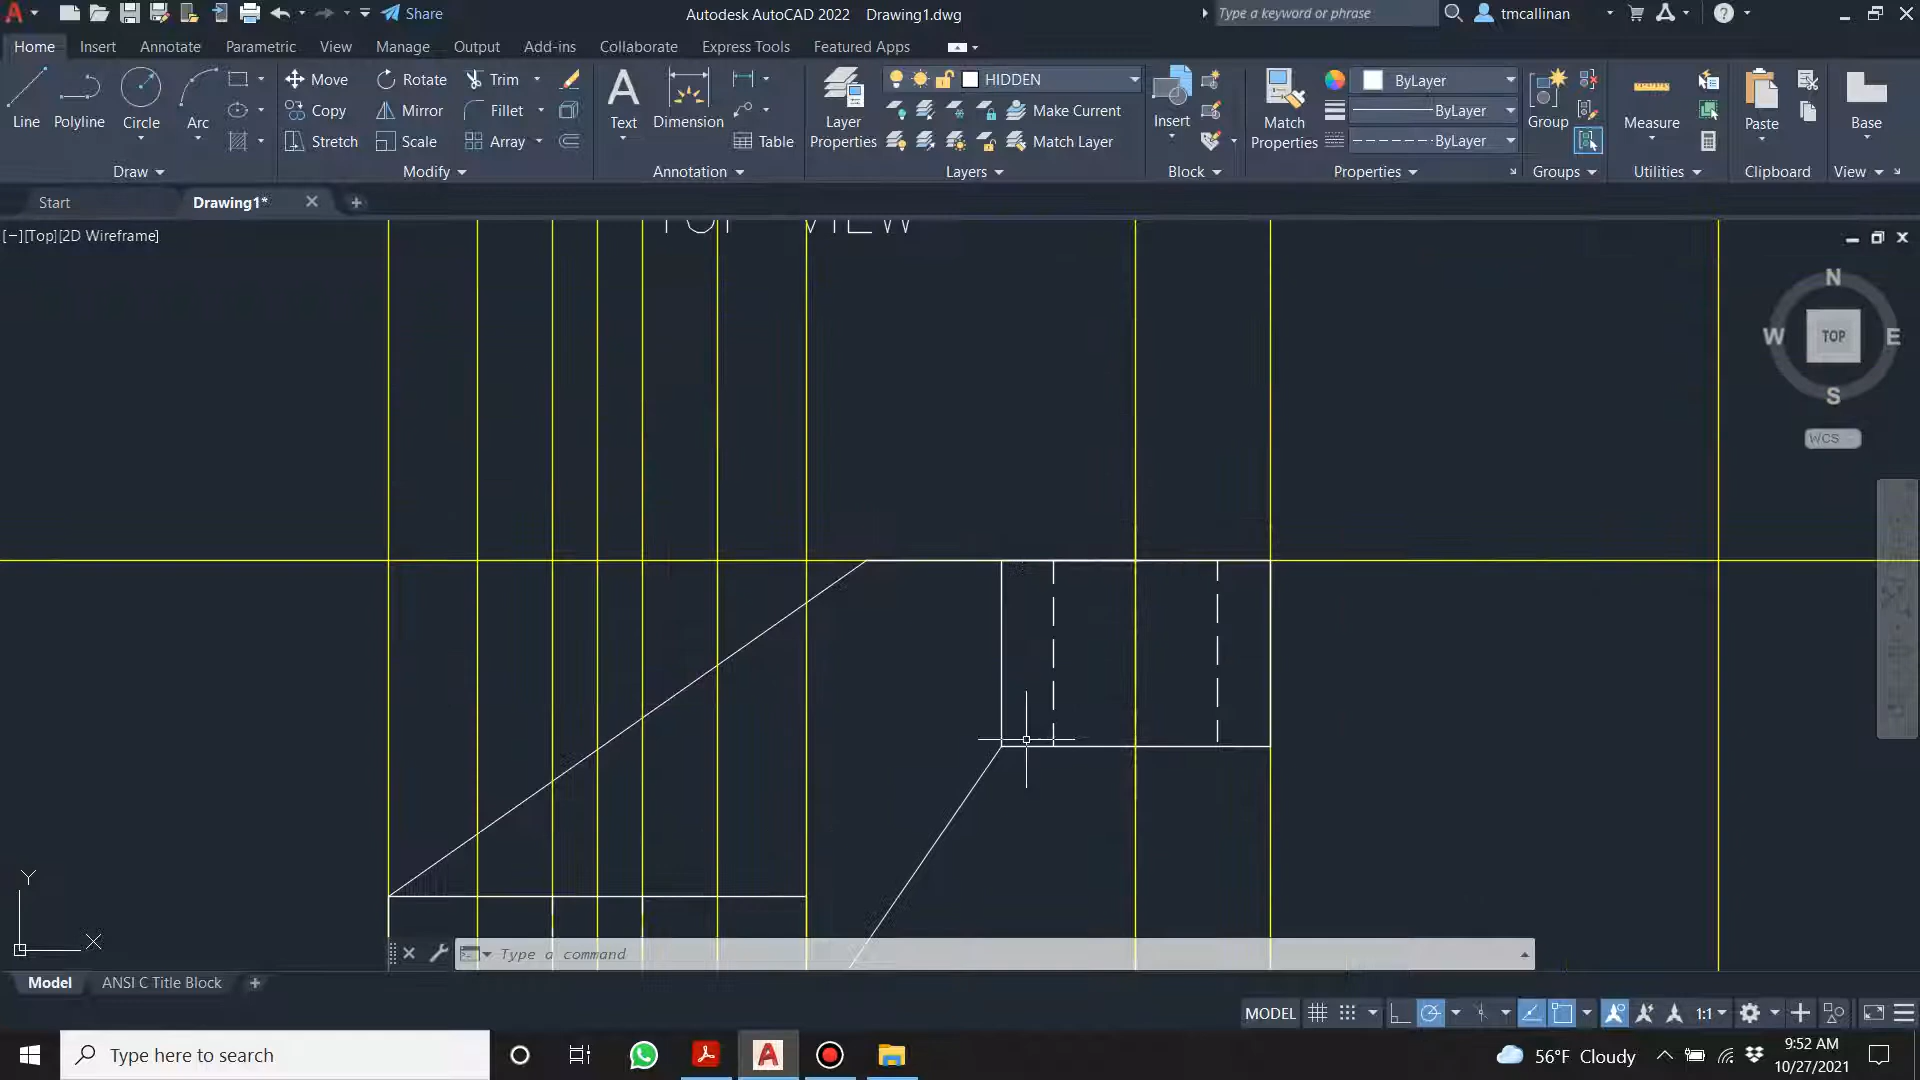 Share
Autodesk AutoCAD 2022 Drawing1.dwg
Type a keyword or phrase
tmcallinan
Home Insert Annotate Parametric View Manage Output Add-ins Collaborate Express Tools Featured Apps
Line Polyline Circle Arc
Move Rotate Trim
Copy Mirror Fillet
Stretch Scale Array
Text Dimension Table
Layer Properties
HIDDEN
Make Current
Match Layer
Insert
Match Properties
ByLayer
ByLayer
ByLayer
Group
Measure
Paste
Base
Draw Modify Annotation Layers Block Properties Groups Utilities Clipboard View
Start Drawing1*
[−][Top][2D Wireframe]
TOP VIEW
N
W TOP E
S
WCS
Y
X
Type a command
Model ANSI C Title Block
MODEL 1:1
Type here to search
56°F Cloudy
9:52 AM
10/27/2021